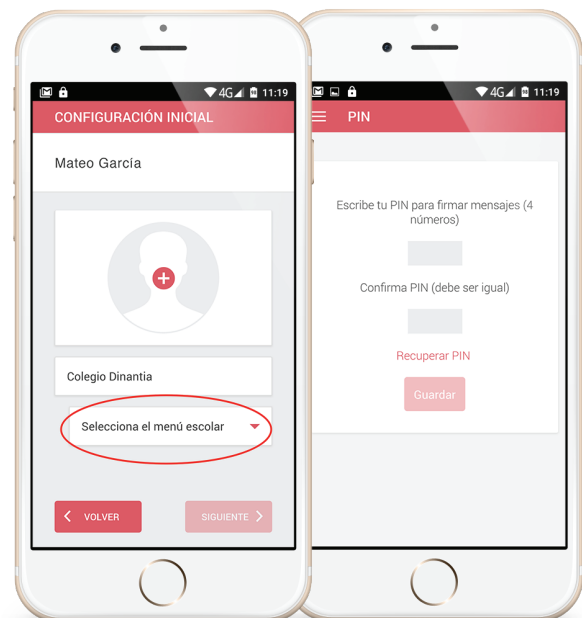 4G 11:19
CONFIGURACIÓN INICIAL
Mateo García
Colegio Dinantia
Selecciona el menú escolar
VOLVER
SIGUIENTE
4G 11:19
PIN
Escribe tu PIN para firmar mensajes (4
números)
Confirma PIN (debe ser igual)
Recuperar PIN
Guardar